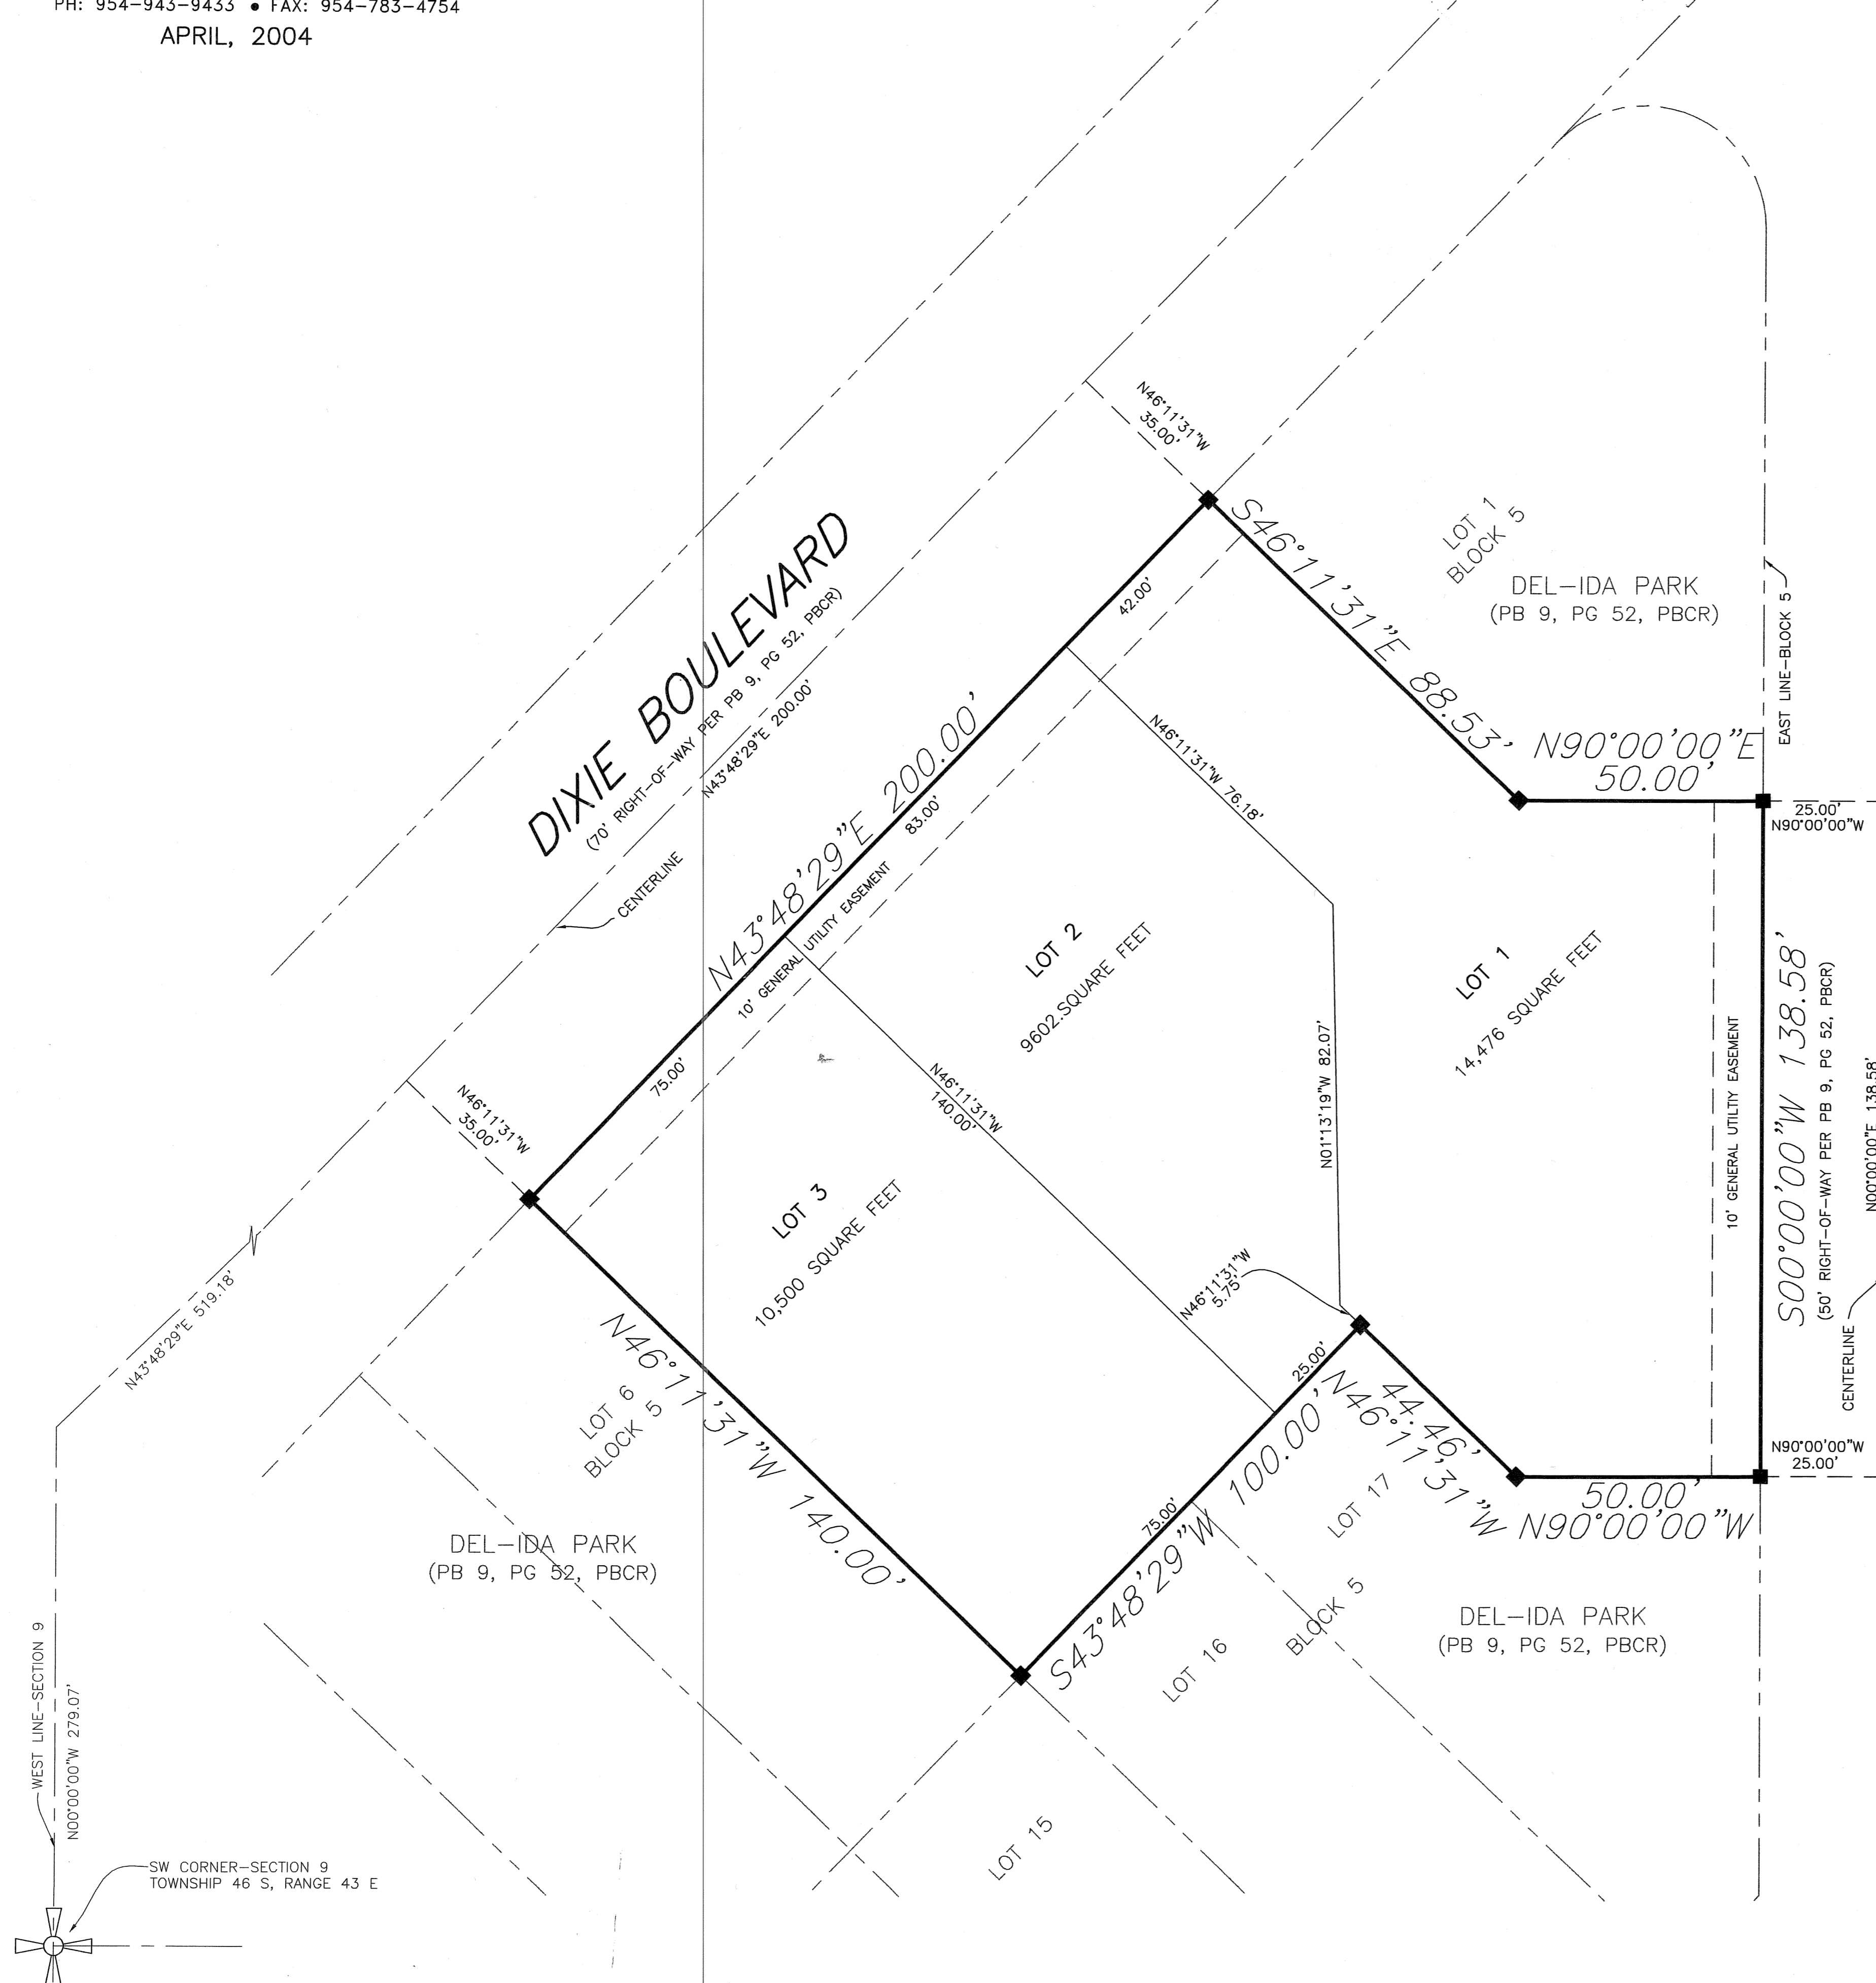 PH: 954-943-9433 ● FAX: 954-783-4754
APRIL, 2004
N46°11'31"W
35.00'
LOT 1
BLOCK 5
DEL-IDA PARK
(PB 9, PG 52, PBCR)
EAST LINE-BLOCK 5
S46°11'31"E 88.53'
N90°00'00"E
50.00'
25.00'
N90°00'00"W
DIXIE BOULEVARD
(70' RIGHT-OF-WAY PER PB 9, PG 52, PBCR)
N43°48'29"E 200.00'
CENTERLINE
N43°48'29"E 200.00'
42.00'
83.00'
75.00'
10' GENERAL UTILITY EASEMENT
N46°11'31"W 76.18'
LOT 2
9602.SQUARE FEET
LOT 1
14,476 SQUARE FEET
N01°13'19"W 82.07'
10' GENERAL UTILTIY EASEMENT
S00°00'00"W 138.58'
(50' RIGHT-OF-WAY PER PB 9, PG 52, PBCR)
N00°00'00"E 138.58'
CENTERLINE
N46°11'31"W
140.00'
N46°11'31"W
35.00'
LOT 3
10,500 SQUARE FEET
N46°11'31"W
5.75'
25.00'
44.46'
N46°11'31"W
N90°00'00"W
25.00'
50.00'
N90°00'00"W
N43°48'29"E 519.18'
N46°11'31"W 140.00'
LOT 6
BLOCK 5
DEL-IDA PARK
(PB 9, PG 52, PBCR)
75.00'
S43°48'29"W 100.00'
LOT 17
BLOCK 5
LOT 16
DEL-IDA PARK
(PB 9, PG 52, PBCR)
LOT 15
WEST LINE-SECTION 9
N00°00'00"W 279.07'
SW CORNER-SECTION 9
TOWNSHIP 46 S, RANGE 43 E